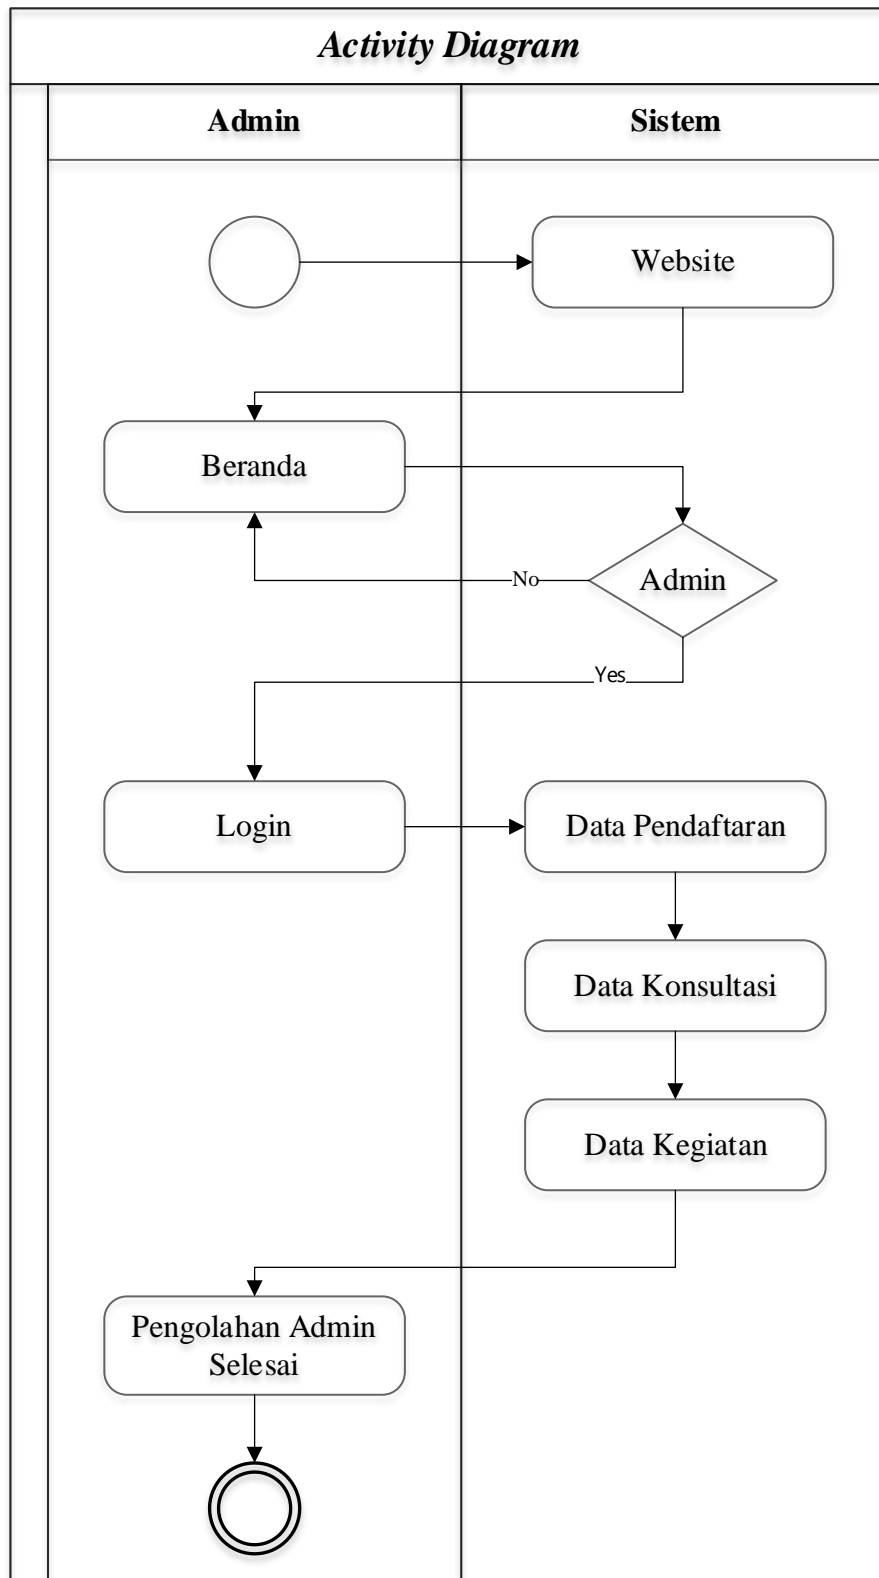 Activity Diagram
Admin
Sistem
Website
Beranda
Admin
No
Yes
Login
Data Pendaftaran
Data Konsultasi
Data Kegiatan
Pengolahan Admin
Selesai